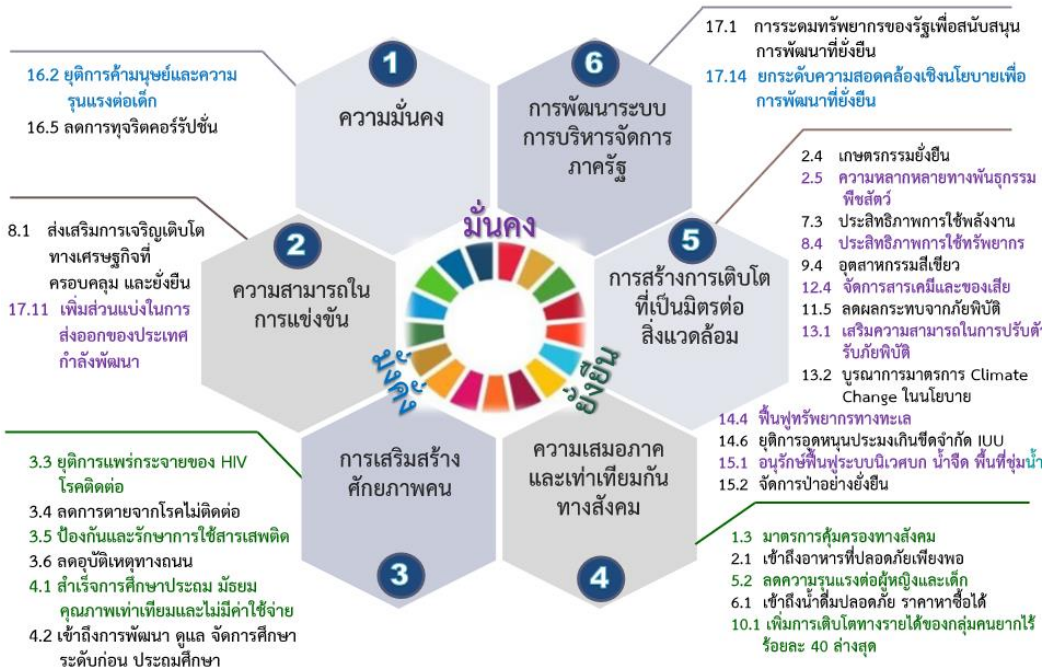 1
ความมั่นคง
16.2 ยุติการค้ามนุษย์และความ
รุนแรงต่อเด็ก
16.5 ลดการทุจริตคอร์รัปชั่น
2
ความสามารถใน
การแข่งขัน
8.1 ส่งเสริมการเจริญเติบโต
ทางเศรษฐกิจที่
ครอบคลุม และยั่งยืน
17.11 เพิ่มส่วนแบ่งในการ
ส่งออกของประเทศ
กำลังพัฒนา
การเสริมสร้าง
ศักยภาพคน
3
3.3 ยุติการแพร่กระจายของ HIV
โรคติดต่อ
3.4 ลดการตายจากโรคไม่ติดต่อ
3.5 ป้องกันและรักษาการใช้สารเสพติด
3.6 ลดอุบัติเหตุทางถนน
4.1 สำเร็จการศึกษาประถม มัธยม
คุณภาพเท่าเทียมและไม่มีค่าใช้จ่าย
4.2 เข้าถึงการพัฒนา ดูแล จัดการศึกษา
ระดับก่อน ประถมศึกษา
มั่นคง
มั่งคั่ง
ยั่งยืน
6
การพัฒนาระบบ
การบริหารจัดการ
ภาครัฐ
17.1 การระดมทรัพยากรของรัฐเพื่อสนับสนุน
การพัฒนาที่ยั่งยืน
17.14 ยกระดับความสอดคล้องเชิงนโยบายเพื่อ
การพัฒนาที่ยั่งยืน
5
การสร้างการเติบโต
ที่เป็นมิตรต่อ
สิ่งแวดล้อม
2.4 เกษตรกรรมยั่งยืน
2.5 ความหลากหลายทางพันธุกรรม
พืชสัตว์
7.3 ประสิทธิภาพการใช้พลังงาน
8.4 ประสิทธิภาพการใช้ทรัพยากร
9.4 อุตสาหกรรมสีเขียว
12.4 จัดการสารเคมีและของเสีย
11.5 ลดผลกระทบจากภัยพิบัติ
13.1 เสริมความสามารถในการปรับตัว
รับภัยพิบัติ
13.2 บูรณาการมาตรการ Climate
Change ในนโยบาย
14.4 ฟื้นฟูทรัพยากรทางทะเล
14.6 ยุติการอุดหนุนประมงเกินขีดจำกัด IUU
15.1 อนุรักษ์ฟื้นฟูระบบนิเวศบก น้ำจืด พื้นที่ชุ่มน้ำ
15.2 จัดการป่าอย่างยั่งยืน
ความเสมอภาค
และเท่าเทียมกัน
ทางสังคม
4
1.3 มาตรการคุ้มครองทางสังคม
2.1 เข้าถึงอาหารที่ปลอดภัยเพียงพอ
5.2 ลดความรุนแรงต่อผู้หญิงและเด็ก
6.1 เข้าถึงน้ำดื่มปลอดภัย ราคาหาซื้อได้
10.1 เพิ่มการเติบโตทางรายได้ของกลุ่มคนยากไร้
ร้อยละ 40 ล่างสุด